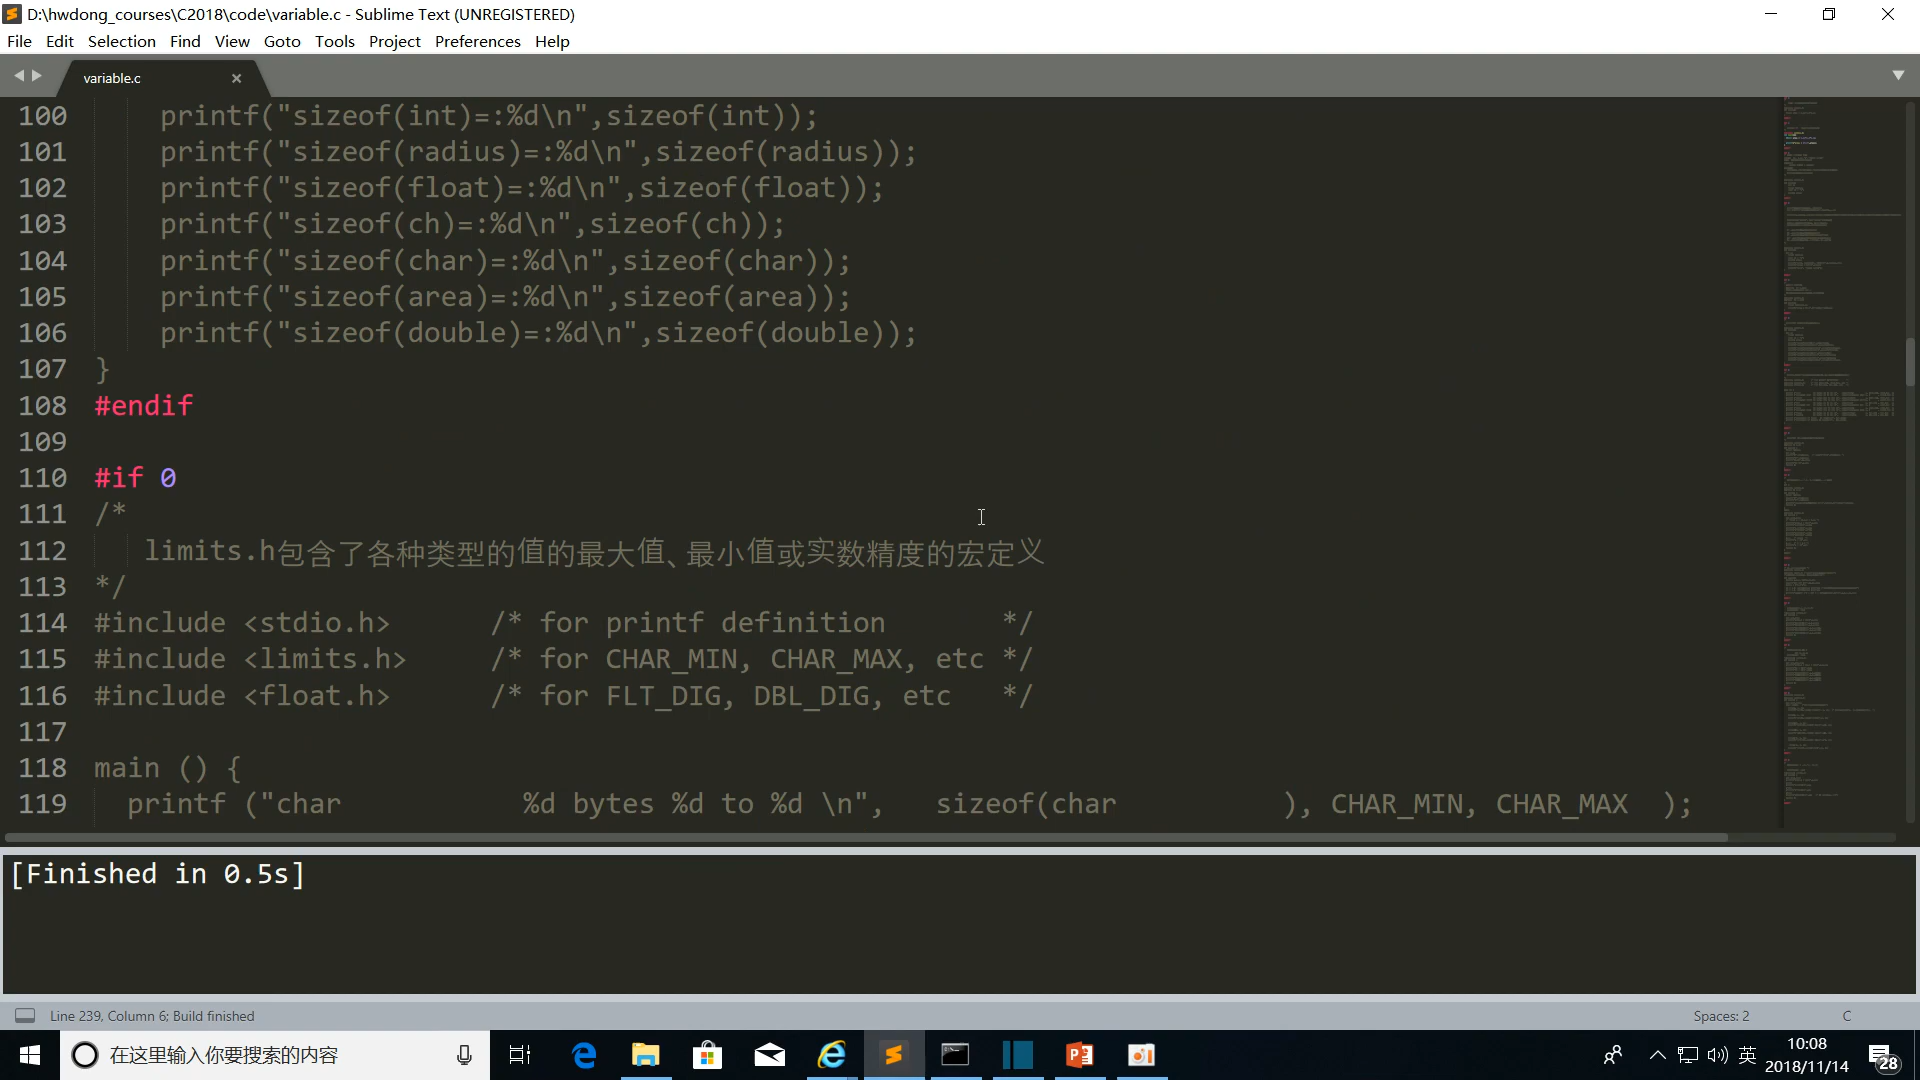 D:\hwdong_courses\C2018\code\variable.c - Sublime Text (UNREGISTERED)
File Edit Selection Find View Goto Tools Project Preferences Help
variable.c
100 printf("sizeof(int)=:%d\n",sizeof(int));
101 printf("sizeof(radius)=:%d\n",sizeof(radius));
102 printf("sizeof(float)=:%d\n",sizeof(float));
103 printf("sizeof(ch)=:%d\n",sizeof(ch));
104 printf("sizeof(char)=:%d\n",sizeof(char));
105 printf("sizeof(area)=:%d\n",sizeof(area));
106 printf("sizeof(double)=:%d\n",sizeof(double));
107 }
108 #endif
109
110 #if 0
111 /*
112 limits.h包含了各种类型的值的最大值、最小值或实数精度的宏定义
113 */
114 #include <stdio.h> /* for printf definition */
115 #include <limits.h> /* for CHAR_MIN, CHAR_MAX, etc */
116 #include <float.h> /* for FLT_DIG, DBL_DIG, etc */
117
118 main () {
119 printf ("char %d bytes %d to %d \n", sizeof(char ), CHAR_MIN, CHAR_MAX );
[Finished in 0.5s]
Line 239, Column 6; Build finished Spaces: 2 C
在这里输入你要搜索的内容
英
10:08
2018/11/14
28